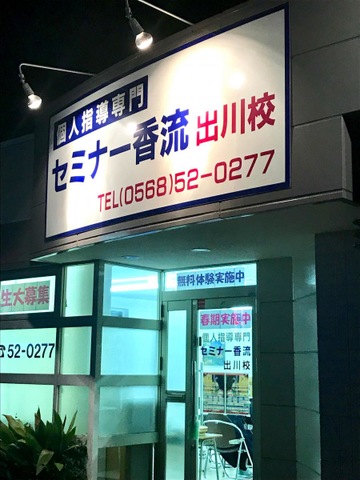 個人指導専門
セミナー香流 出川校
TEL(0568)52-0277
無料体験実施中
生大募集
春期実施中
☎52-0277
個人指導専門
セミナー香流
出川校